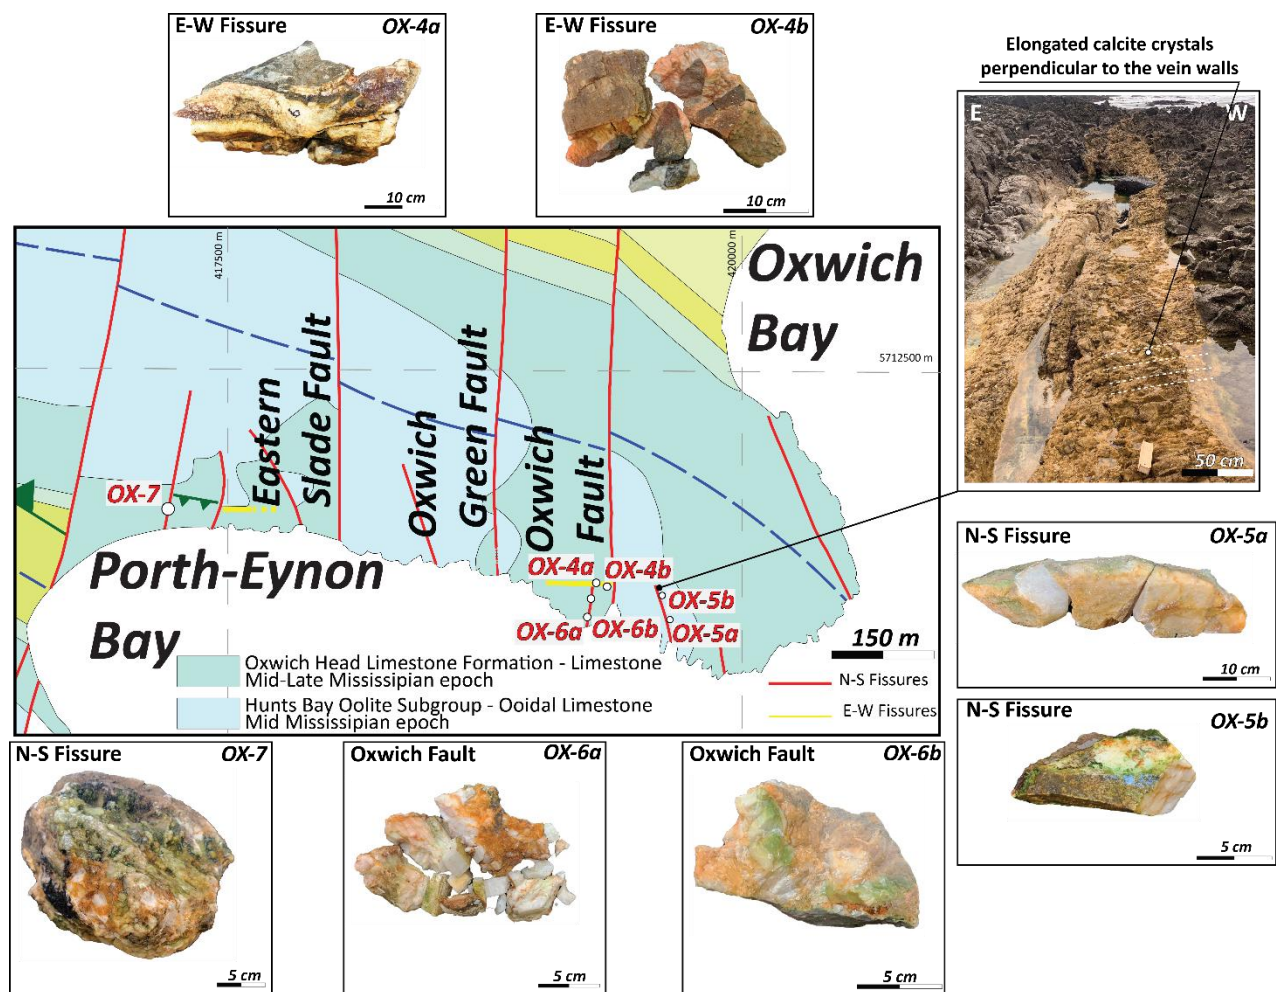 E-W Fissure OX-4a
10 cm
E-W Fissure OX-4b
10 cm
Elongated calcite crystals
perpendicular to the vein walls
E W
50 cm
417500 m
420000 m
5712500 m
Oxwich
Bay
Eastern
Slade Fault
Oxwich
Green Fault
Oxwich
Fault
OX-7
OX-4a
OX-4b
OX-5b
OX-6a
OX-6b
OX-5a
Porth-Eynon
Bay
150 m
Oxwich Head Limestone Formation - Limestone
Mid-Late Mississipian epoch
Hunts Bay Oolite Subgroup - Ooidal Limestone
Mid Mississipian epoch
N-S Fissures
E-W Fissures
N-S Fissure OX-5a
10 cm
N-S Fissure OX-5b
5 cm
N-S Fissure OX-7
5 cm
Oxwich Fault OX-6a
5 cm
Oxwich Fault OX-6b
5 cm